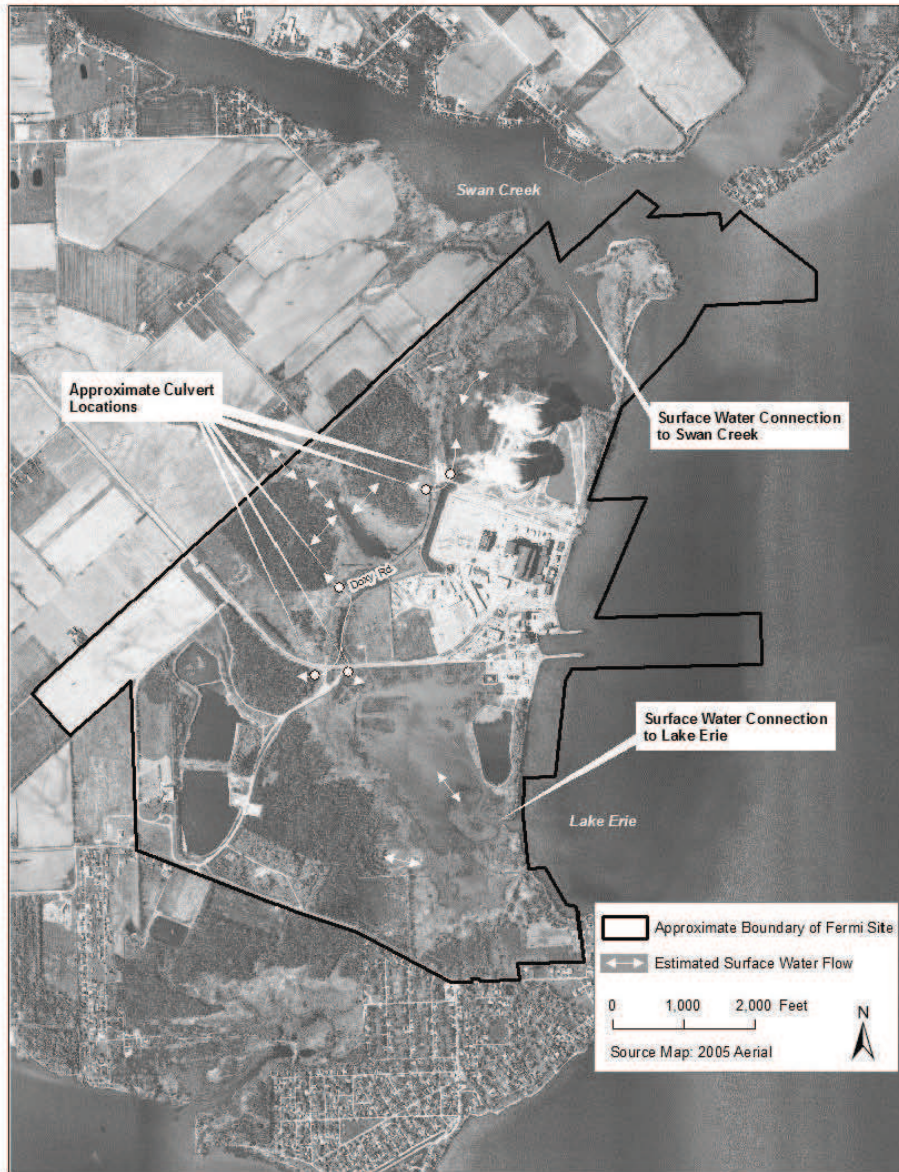 Swan Creek
Approximate Culvert
Locations
Surface Water Connection
to Swan Creek
Doxy Rd
Surface Water Connection
to Lake Erie
Lake Erie
Approximate Boundary of Fermi Site
Estimated Surface Water Flow
0 1,000 2,000 Feet
N
Source Map: 2005 Aerial